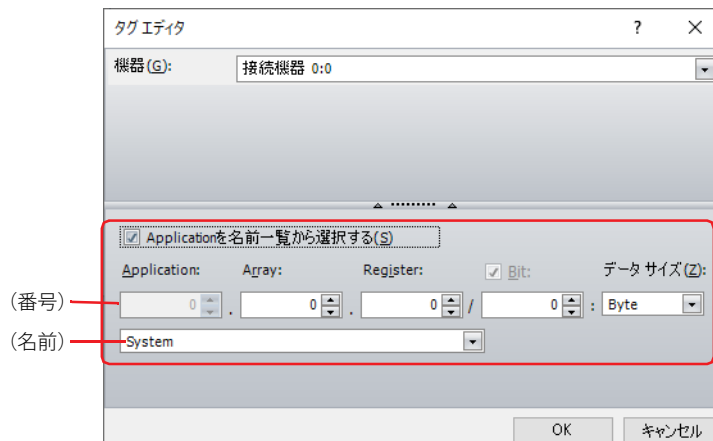 タグ エディタ ? ×
機器(G): 接続機器 0:0
Applicationを名前一覧から選択する(S)
Application: Array: Register: Bit: データ サイズ(Z):
(番号) 0 . 0 . 0 / 0 : Byte
(名前) System
OK キャンセル